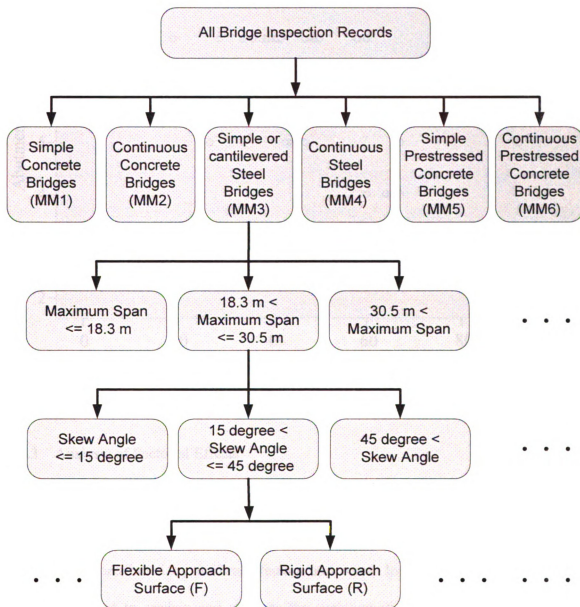 All Bridge Inspection Records
Simple
Concrete
Bridges
(MM1)
Continuous
Concrete
Bridges
(MM2)
Simple or
cantilevered
Steel
Bridges
(MM3)
Continuous
Steel
Bridges
(MM4)
Simple
Prestressed
Concrete
Bridges
(MM5)
Continuous
Prestressed
Concrete
Bridges
(MM6)
Maximum Span
<= 18.3 m
18.3 m <
Maximum Span
<= 30.5 m
30.5 m <
Maximum Span
. . .
Skew Angle
<= 15 degree
15 degree <
Skew Angle
<= 45 degree
45 degree <
Skew Angle
. . .
. . .
Flexible Approach
Surface (F)
Rigid Approach
Surface (R)
. . . . . .